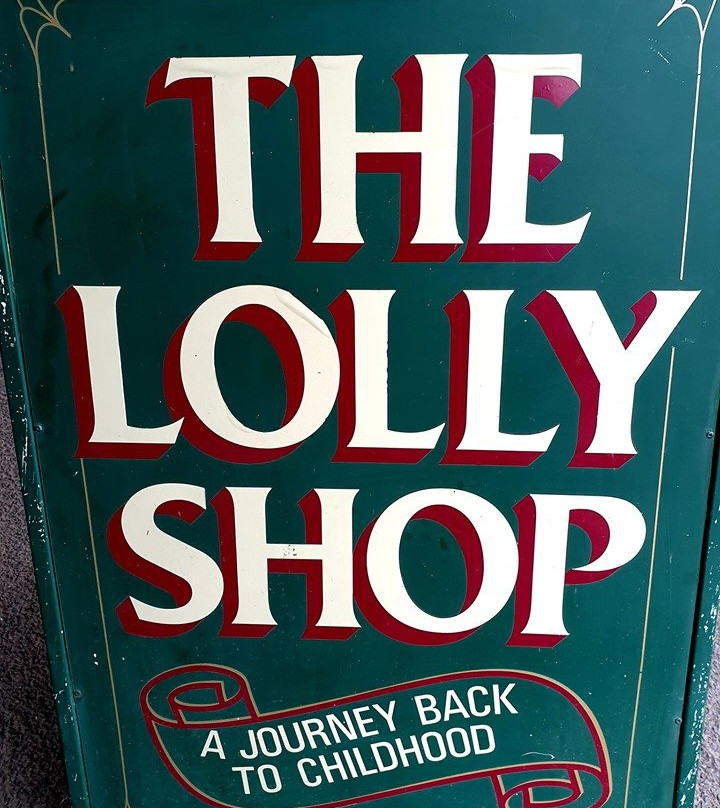 THE
LOLLY
SHOP
A JOURNEY BACK
TO CHILDHOOD